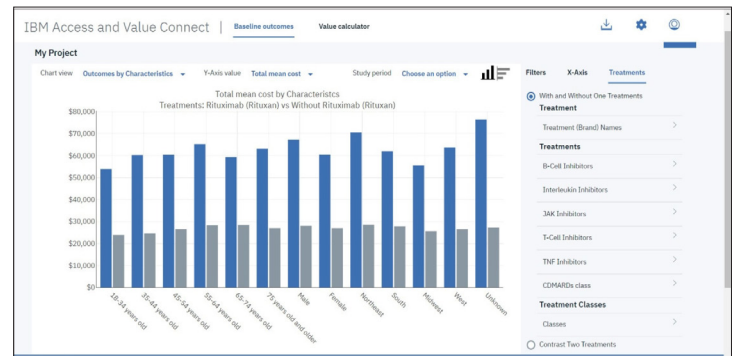 IBM Access and Value Connect | Baseline outcomes Value calculator
My Project
Chart view Outcomes by Characteristics Y-Axis value Total mean cost Study period Choose an option
Total mean cost by Characteristcs
Treatments: Rituximab (Rituxan) vs Without Rituximab (Rituxan)
$80,000
$70,000
$60,000
$50,000
$40,000
$30,000
$20,000
$10,000
$0
18-34 years old
35-44 years old
45-54 years old
55-64 years old
65-74 years old
75 years old and older
Male
Female
Northeast
South
Midwest
West
Unknown
Filters X-Axis Treatments
With and Without One Treatments
Treatment
Treatment (Brand) Names
Treatments
B-Cell Inhibitors
Interleukin Inhibitors
JAK Inhibitors
T-Cell Inhibitors
TNF Inhibitors
CDMARDs class
Treatment Classes
Classes
Contrast Two Treatments